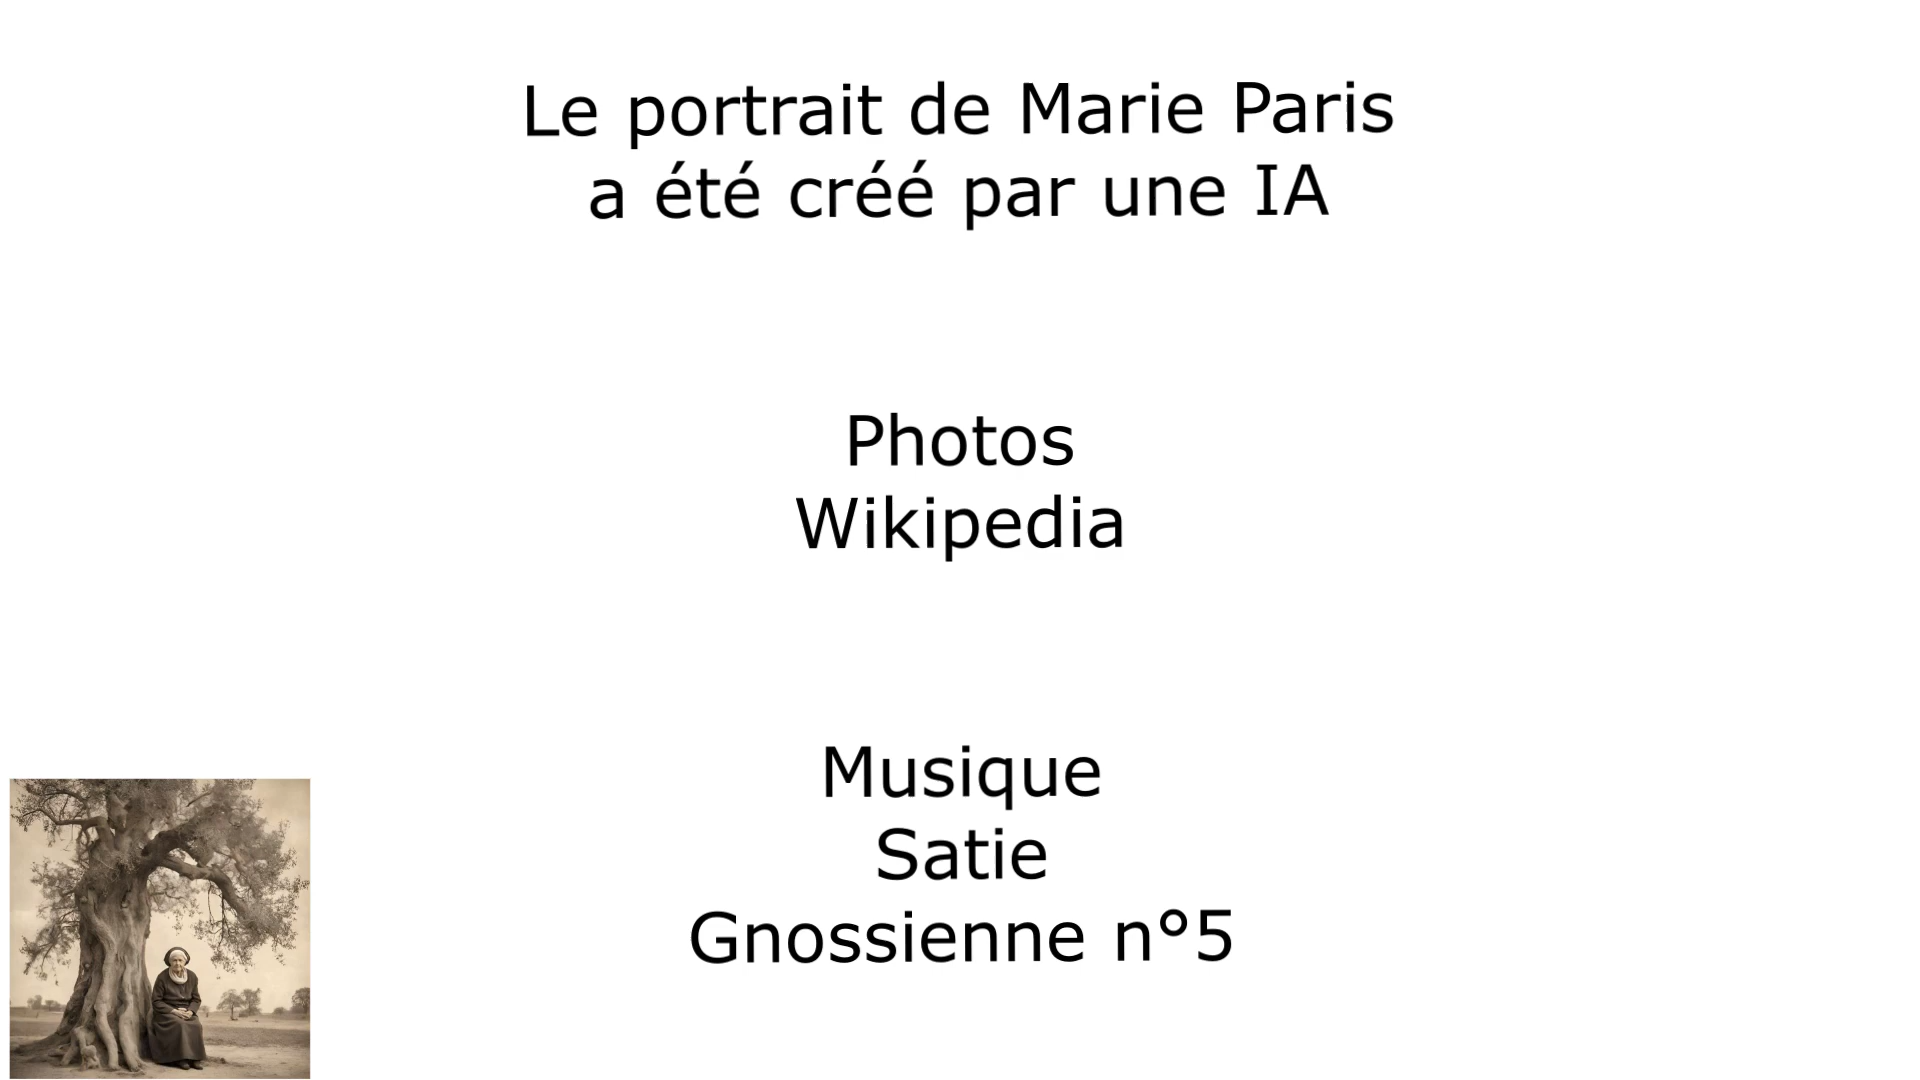 Le portrait de Marie Paris
a été créé par une IA
Photos
Wikipedia
Musique
Satie
Gnossienne n°5